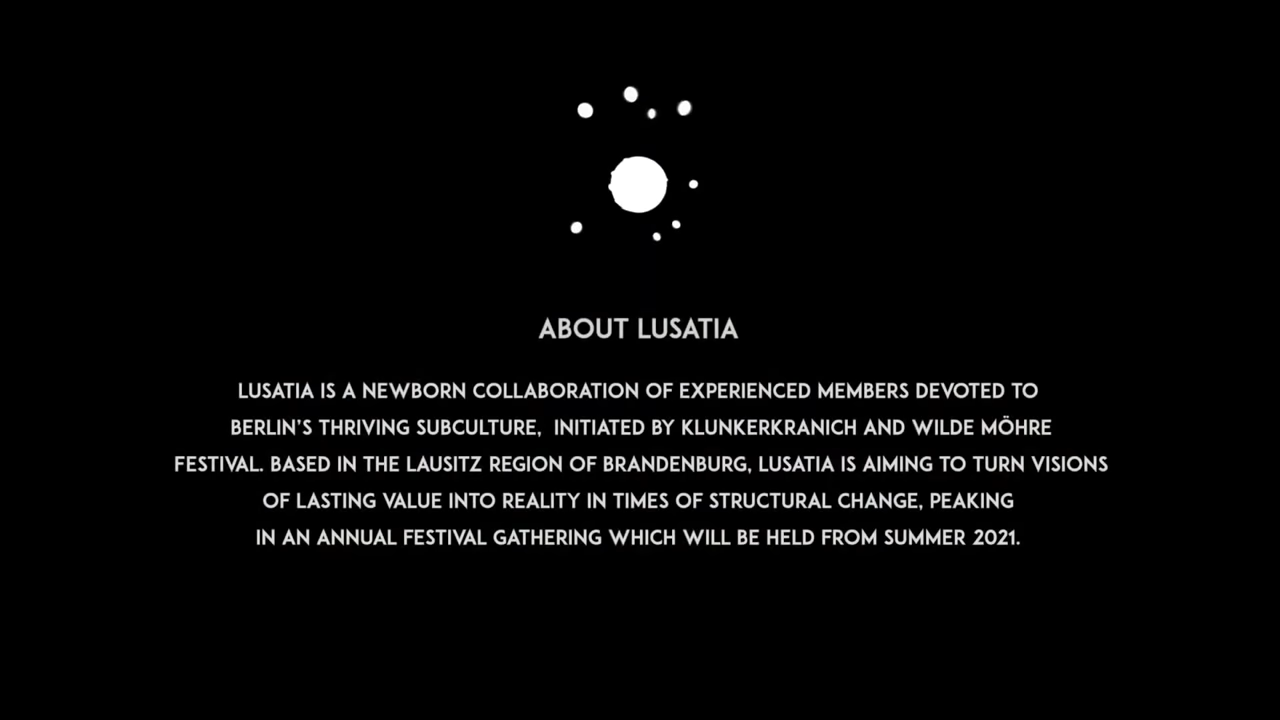 ABOUT LUSATIA
LUSATIA IS A NEWBORN COLLABORATION OF EXPERIENCED MEMBERS DEVOTED TO
BERLIN'S THRIVING SUBCULTURE,  INITIATED BY KLUNKERKRANICH AND WILDE MÖHRE
FESTIVAL. BASED IN THE LAUSITZ REGION OF BRANDENBURG, LUSATIA IS AIMING TO TURN VISIONS
OF LASTING VALUE INTO REALITY IN TIMES OF STRUCTURAL CHANGE, PEAKING
IN AN ANNUAL FESTIVAL GATHERING WHICH WILL BE HELD FROM SUMMER 2021.